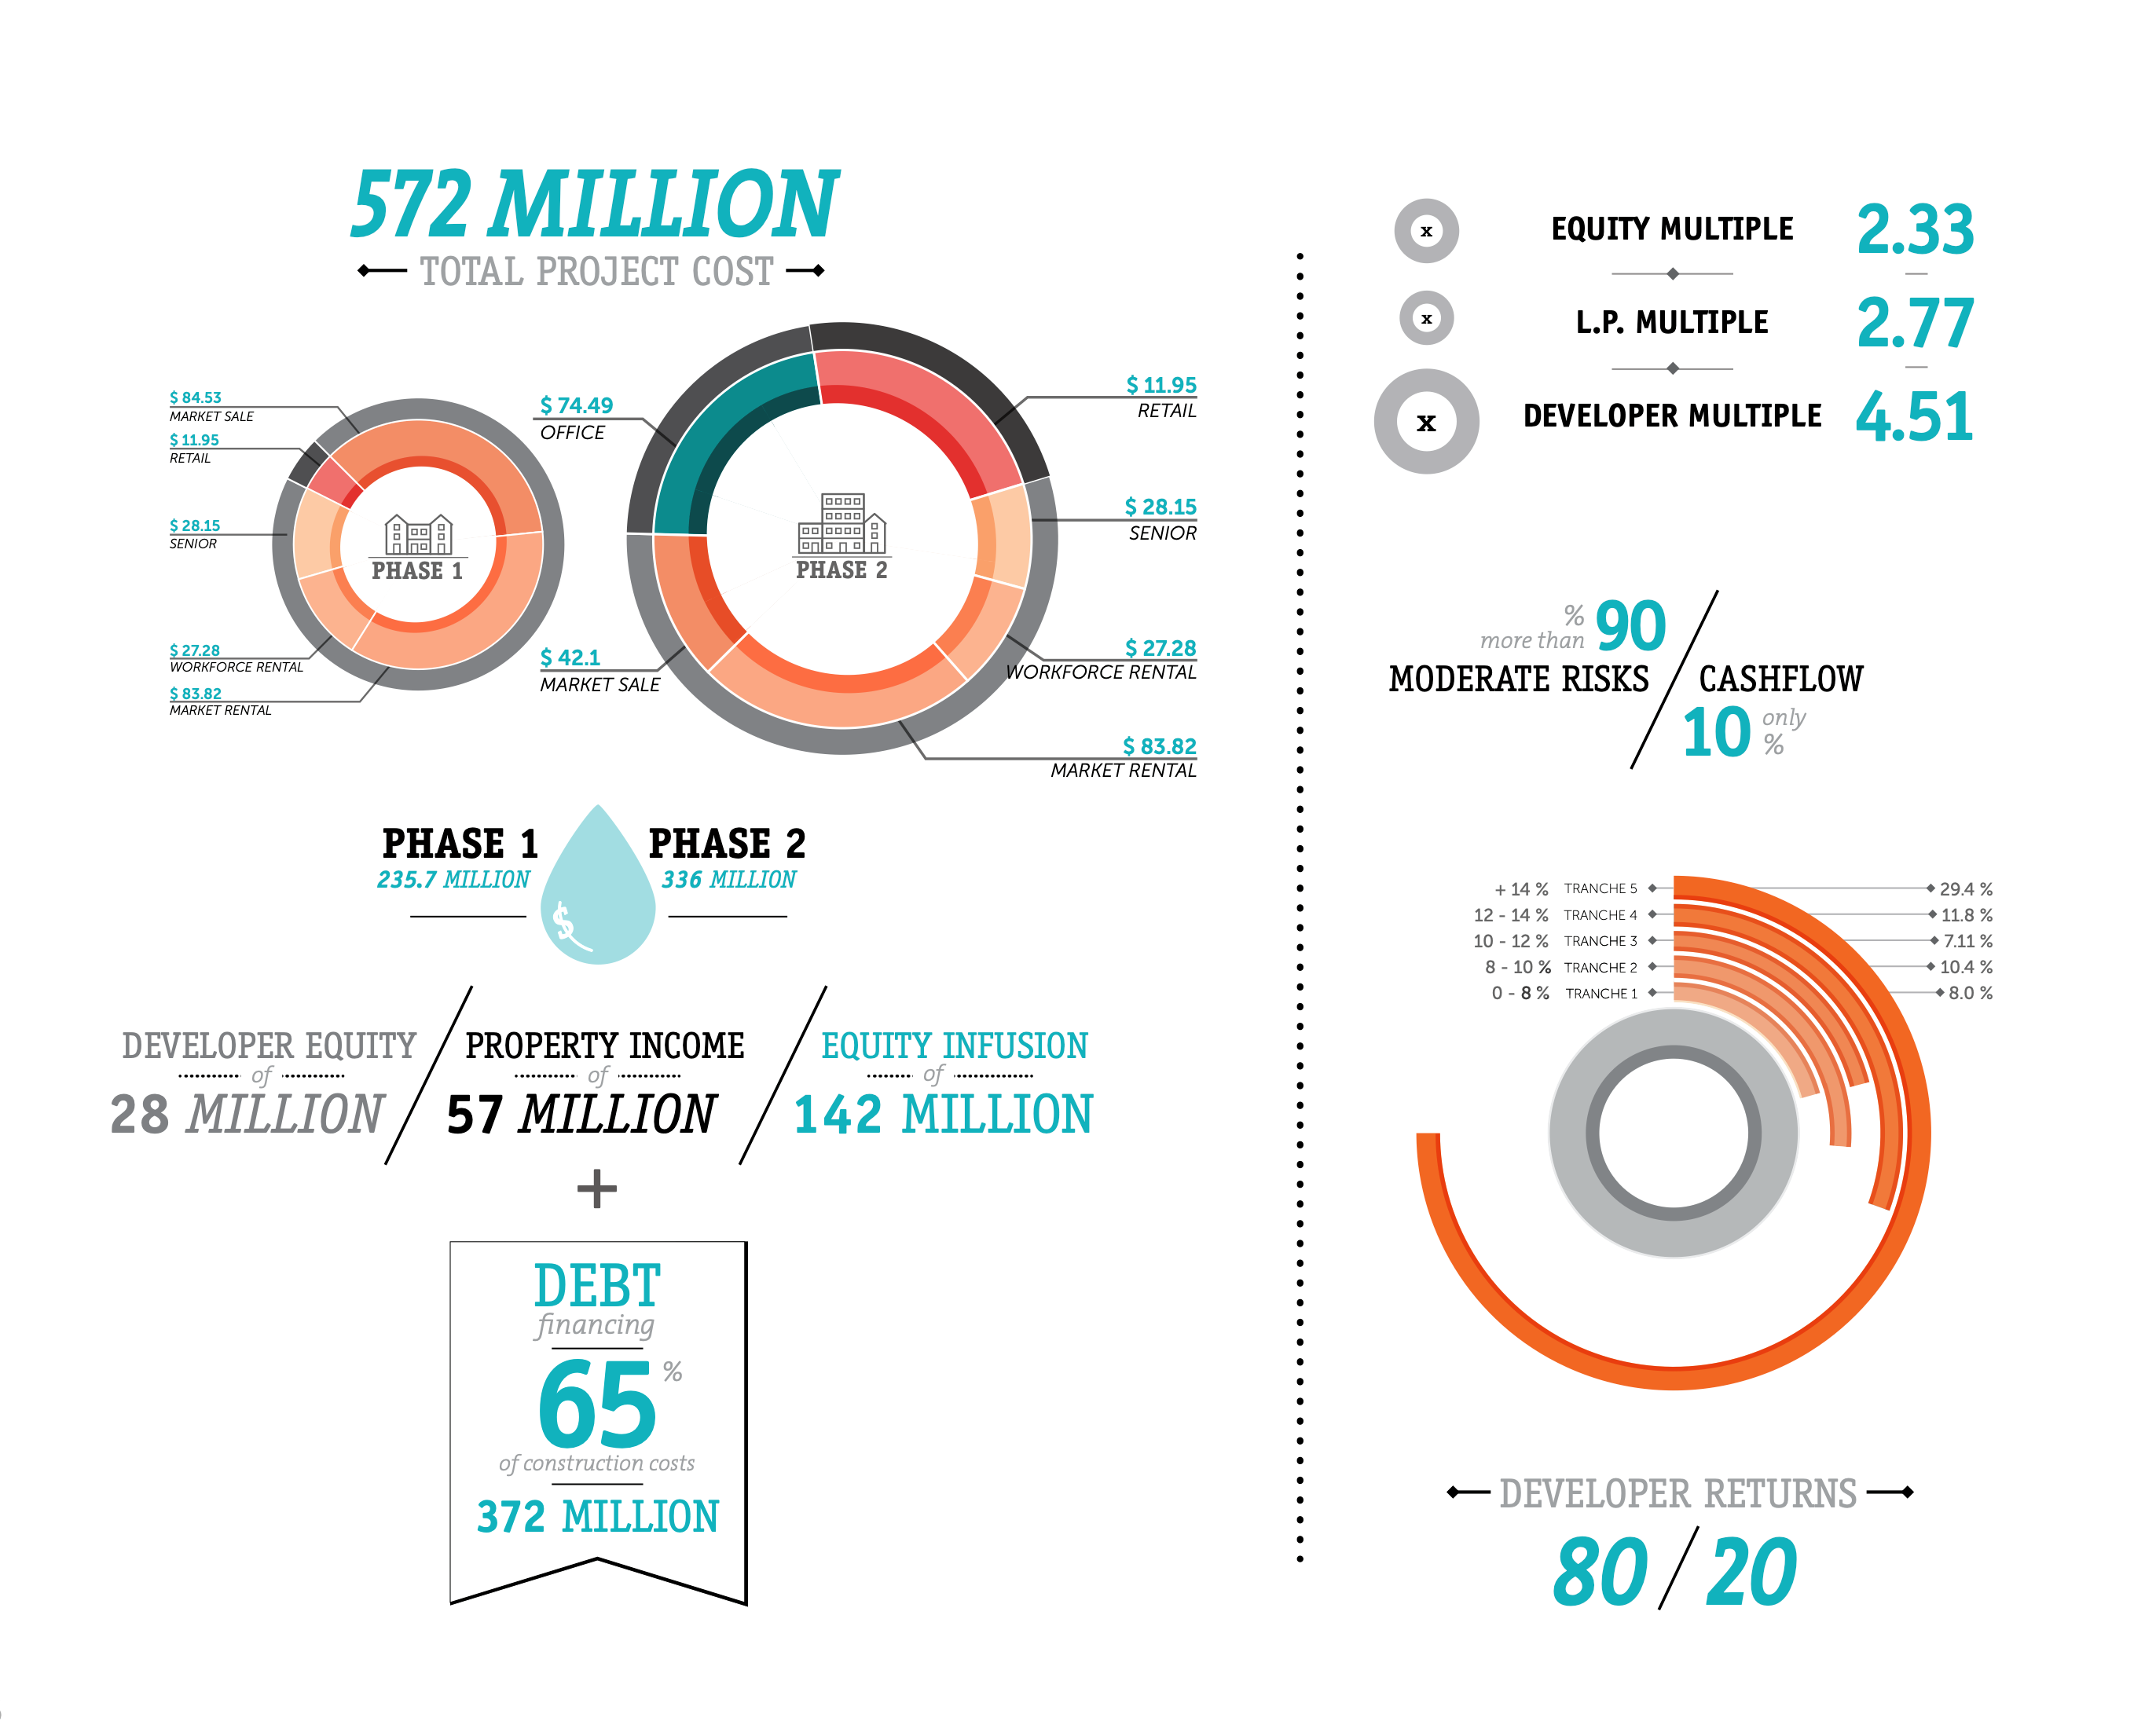 572 MILLION
TOTAL PROJECT COST
$ 84.53
MARKET SALE
$ 11.95
RETAIL
$ 28.15
SENIOR
$ 27.28
WORKFORCE RENTAL
$ 83.82
MARKET RENTAL
PHASE 1
$ 74.49
OFFICE
$ 42.1
MARKET SALE
PHASE 2
$ 11.95
RETAIL
$ 28.15
SENIOR
$ 27.28
WORKFORCE RENTAL
$ 83.82
MARKET RENTAL
PHASE 1
235.7 MILLION
$
PHASE 2
336 MILLION
DEVELOPER EQUITY
of
28 MILLION
PROPERTY INCOME
of
57 MILLION
EQUITY INFUSION
of
142 MILLION
+
DEBT
financing
65 %
of construction costs
372 MILLION
x EQUITY MULTIPLE 2.33
x L.P. MULTIPLE 2.77
x DEVELOPER MULTIPLE 4.51
%
more than 90
MODERATE RISKS
CASHFLOW
10 only
%
+ 14 % TRANCHE 5 29.4 %
12 - 14 % TRANCHE 4 11.8 %
10 - 12 % TRANCHE 3 7.11 %
8 - 10 % TRANCHE 2 10.4 %
0 - 8 % TRANCHE 1 8.0 %
DEVELOPER RETURNS
80 / 20